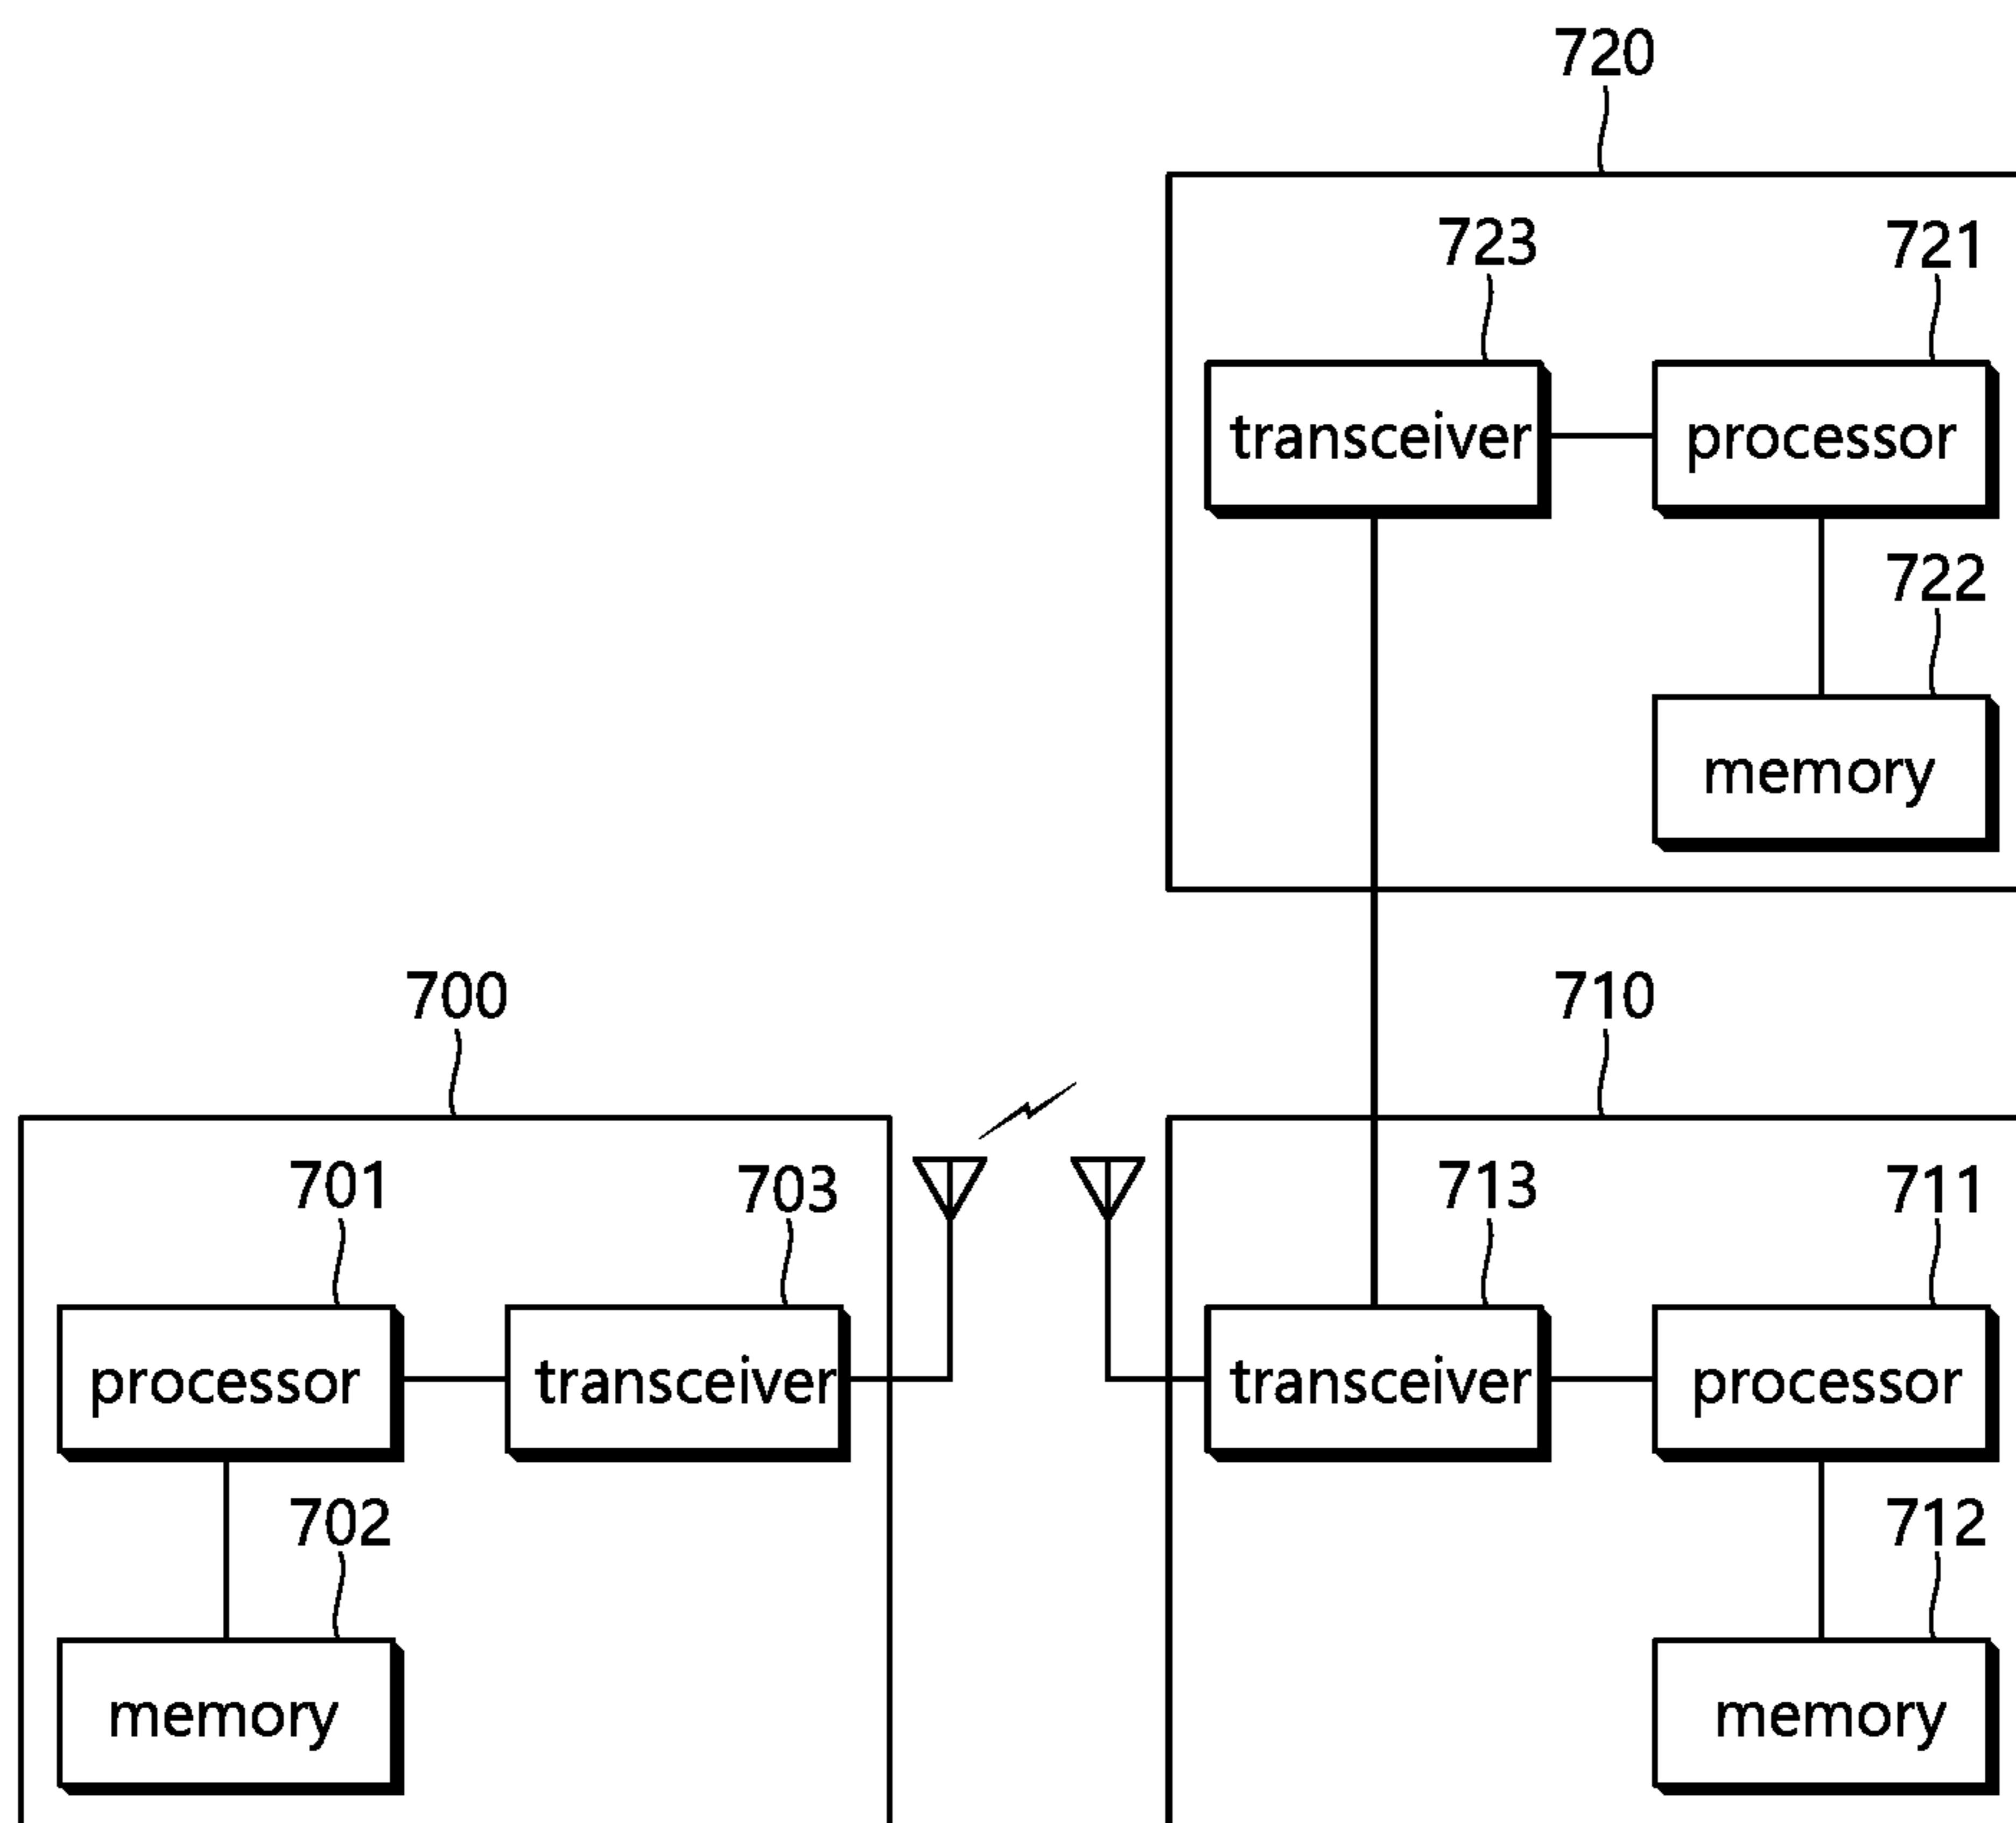 720
723 721
transceiver processor
722
memory
700 710
701 703 713 711
processor transceiver transceiver processor
702 712
memory memory